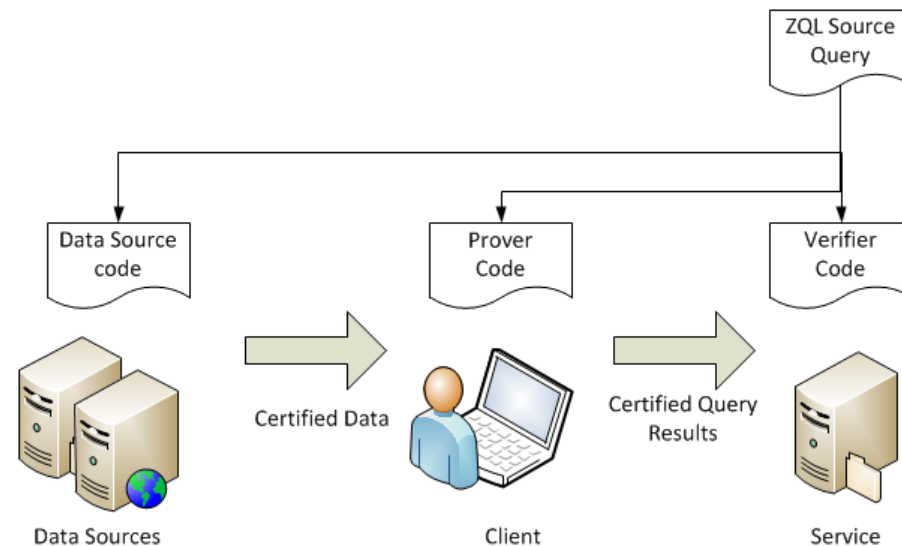 ZQL Source
Query
Data Source
code
Prover
Code
Verifier
Code
Certified Data
Certified Query
Results
Data Sources
Client
Service